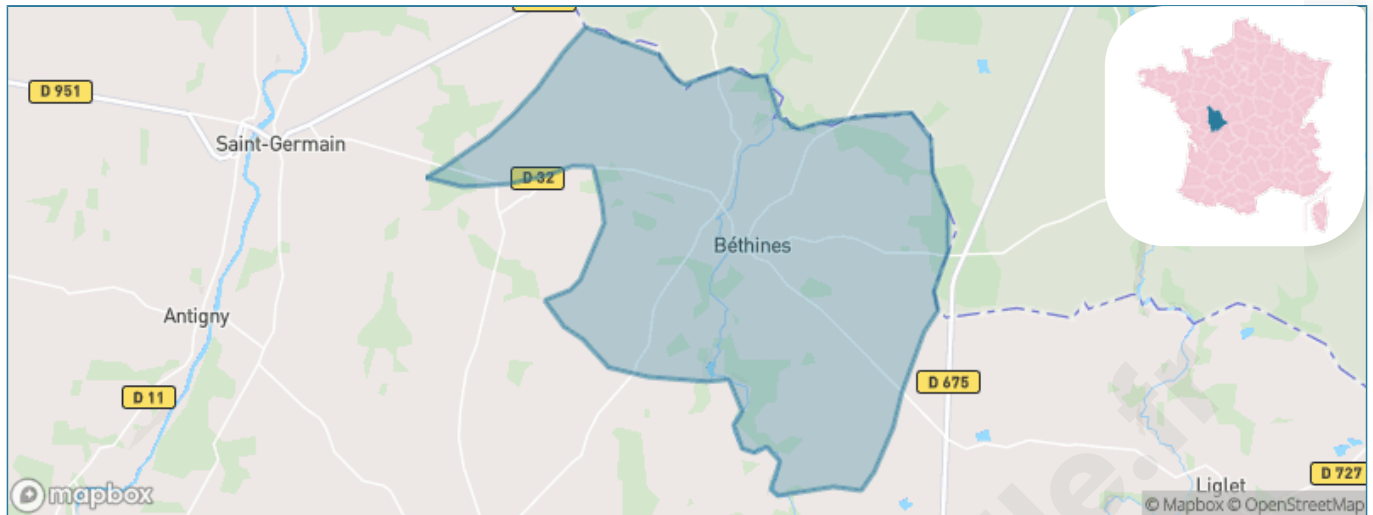 D 951
Saint-Germain
D 32
Béthines
Antigny
D 11
D 675
Liglet
D 727
mapbox
© Mapbox © OpenStreetMap